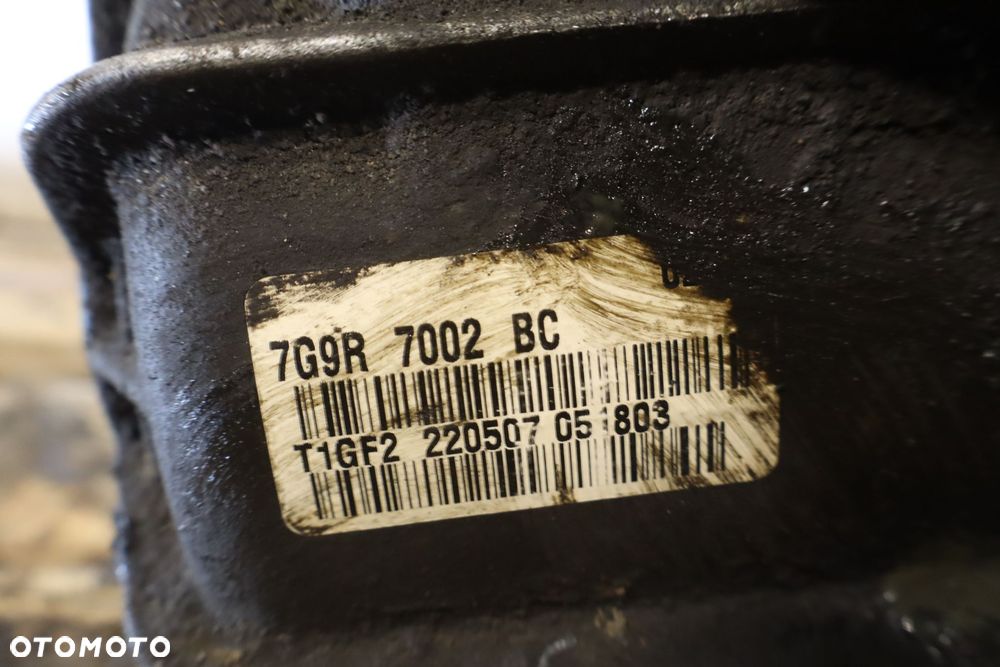 7G9R 7002 BC
T1GF2 220507 05 803
OTOMOTO